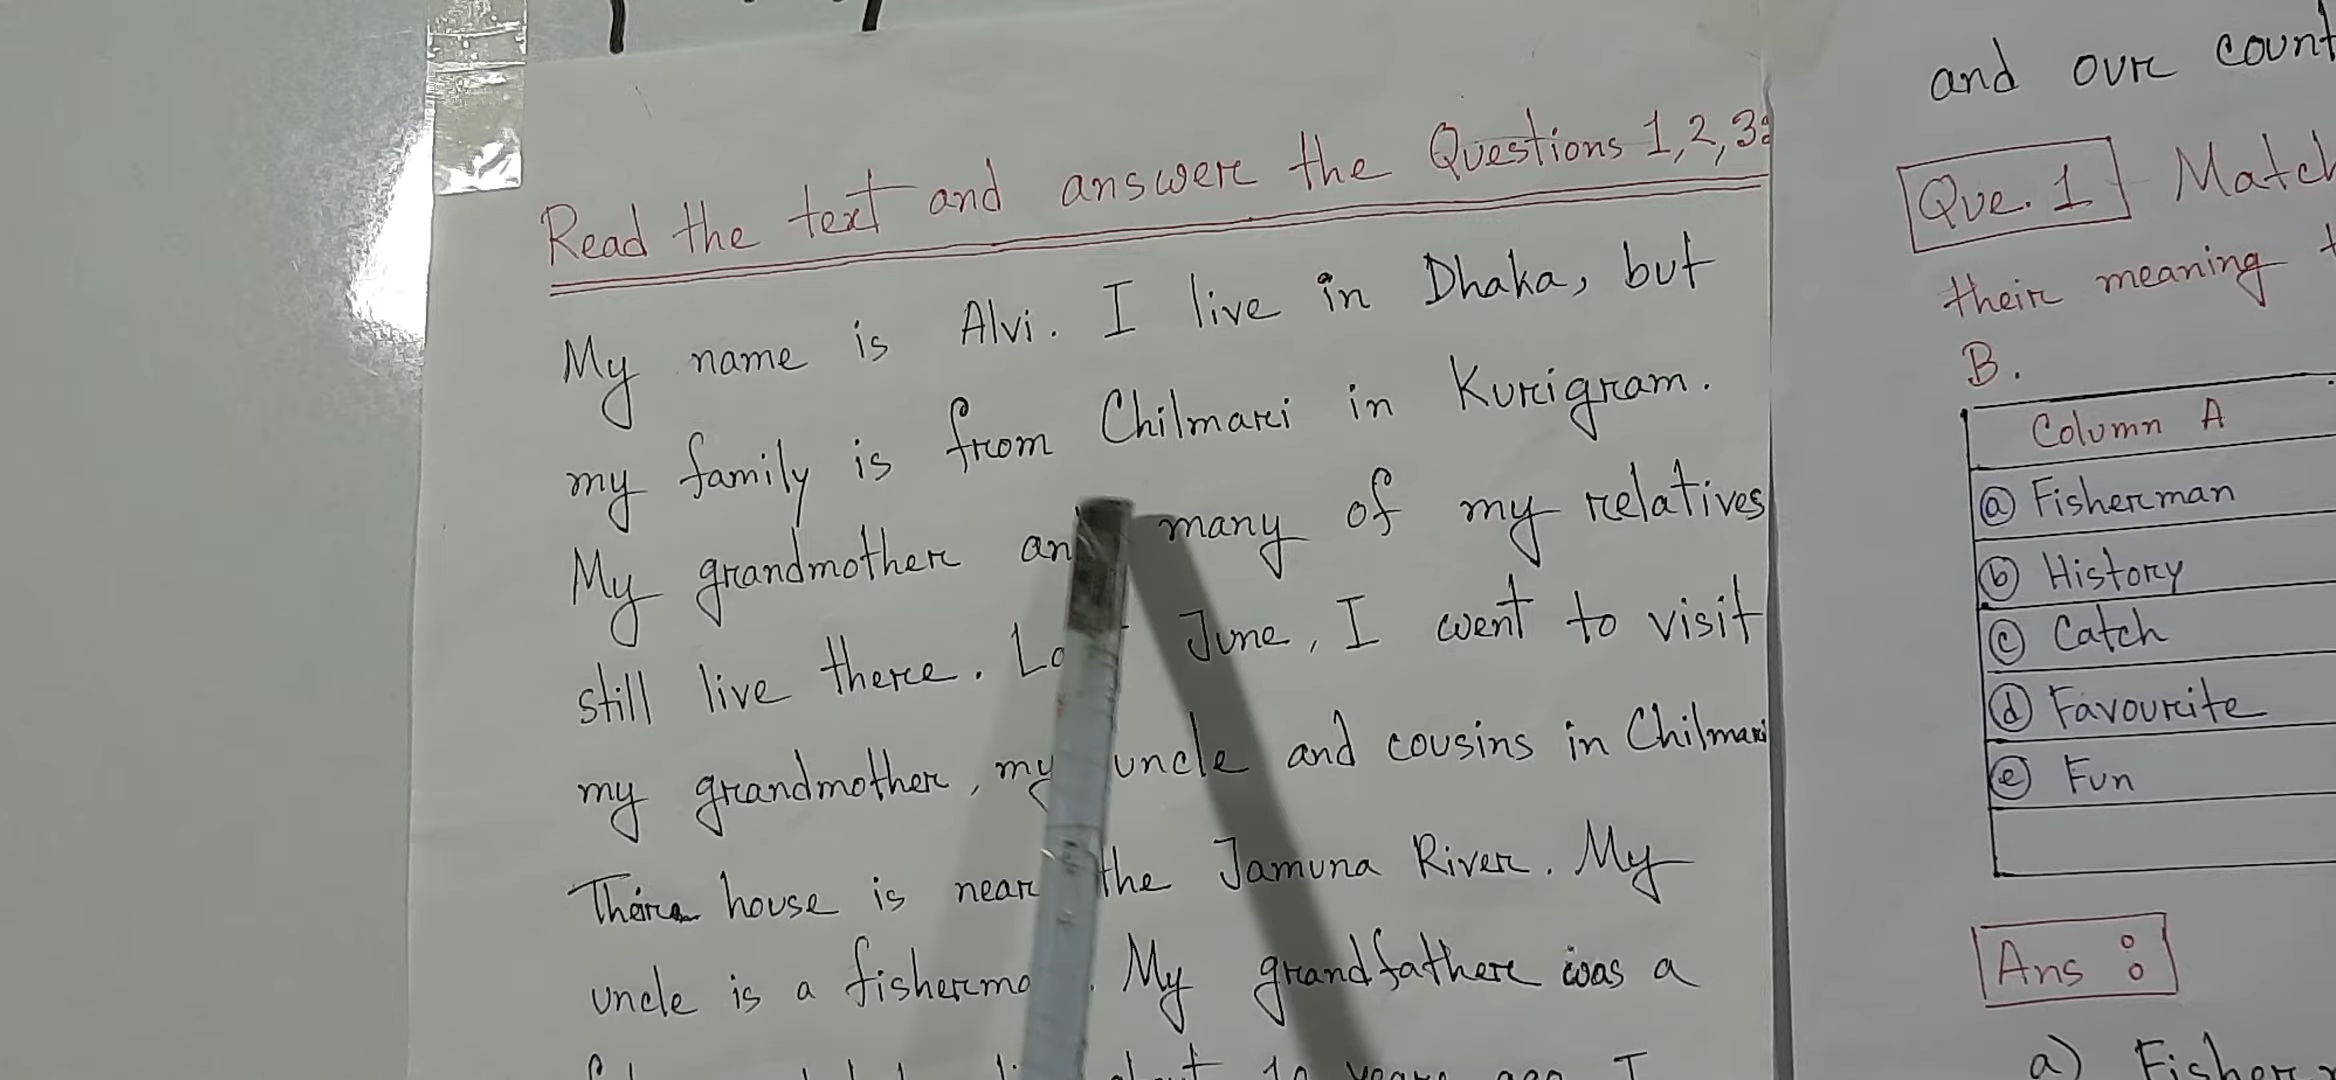 Read the text and answer the Questions 1,2,3:
My name is Alvi. I live in Dhaka, but
my family is from Chilmari in Kurigram.
My grandmother many of my relatives
still live there. June, I went to visit
my grandmother, my uncle and cousins in Chilmari
house is near the Jamuna River. My
uncle is a My grandfather was a
years ago I
and our
Que. 1 Match
their meaning
B.
Column A
(a) Fisherman
(b) History
(c) Catch
(d) Favourite
(e) Fun
Ans :
a)